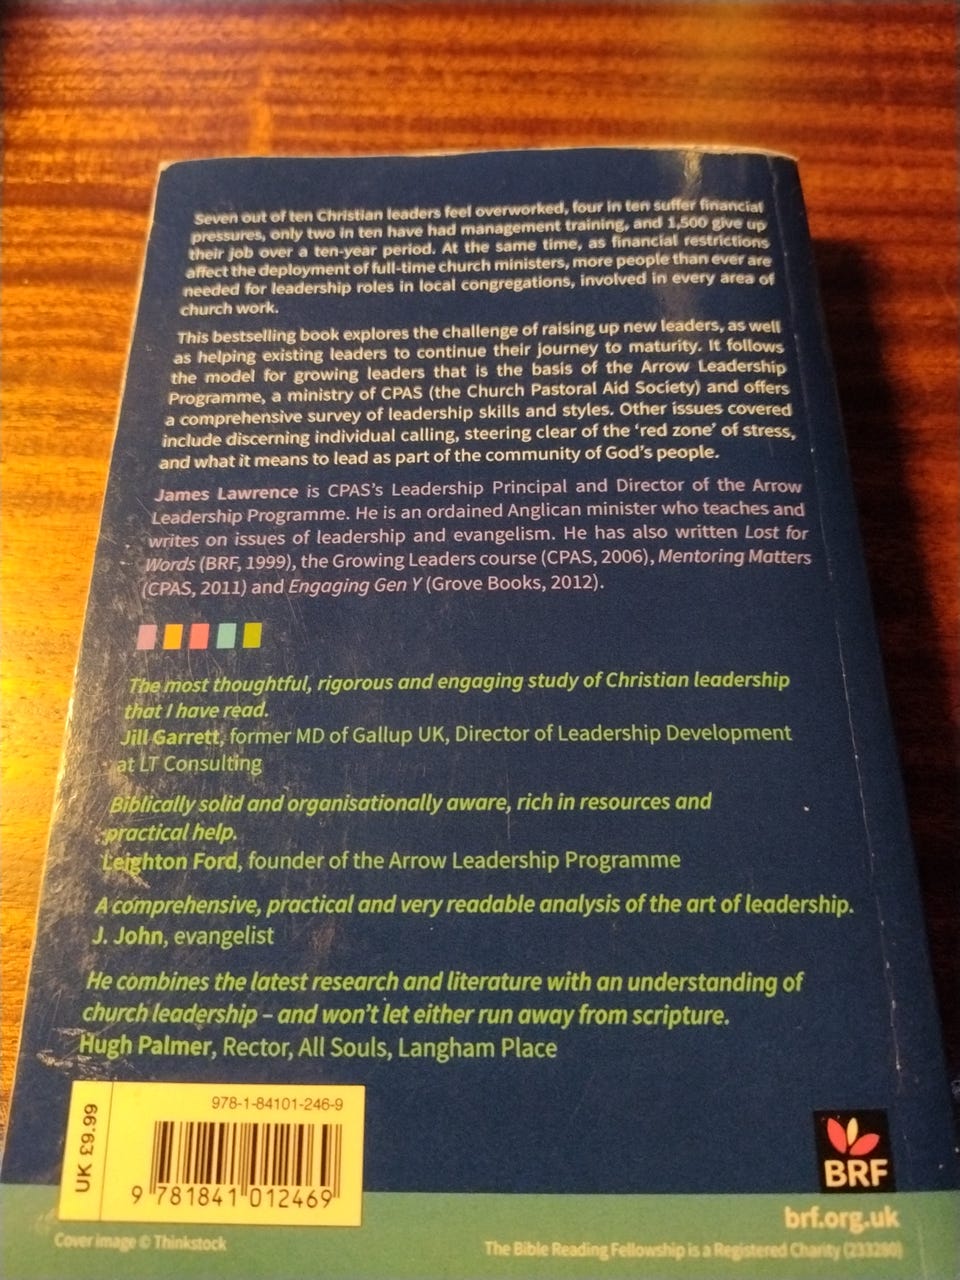 Seven out of ten Christian leaders feel overworked, four in ten suffer financial
pressures, only two in ten have had management training, and 1,500 give up
their job over a ten-year period. At the same time, as financial restrictions
affect the deployment of full-time church ministers, more people than ever are
needed for leadership roles in local congregations, involved in every area of
church work.
This bestselling book explores the challenge of raising up new leaders, as well
as helping existing leaders to continue their journey to maturity. It follows
the model for growing leaders that is the basis of the Arrow Leadership
Programme, a ministry of CPAS (the Church Pastoral Aid Society) and offers
a comprehensive survey of leadership skills and styles. Other issues covered
include discerning individual calling, steering clear of the ‘red zone’ of stress,
and what it means to lead as part of the community of God’s people.
James Lawrence is CPAS’s Leadership Principal and Director of the Arrow
Leadership Programme. He is an ordained Anglican minister who teaches and
writes on issues of leadership and evangelism. He has also written Lost for
Words (BRF, 1999), the Growing Leaders course (CPAS, 2006), Mentoring Matters
(CPAS, 2011) and Engaging Gen Y (Grove Books, 2012).
The most thoughtful, rigorous and engaging study of Christian leadership
that I have read.
Jill Garrett, former MD of Gallup UK, Director of Leadership Development
at LT Consulting
Biblically solid and organisationally aware, rich in resources and
practical help.
Leighton Ford, founder of the Arrow Leadership Programme
A comprehensive, practical and very readable analysis of the art of leadership.
J. John, evangelist
He combines the latest research and literature with an understanding of
church leadership – and won’t let either run away from scripture.
Hugh Palmer, Rector, All Souls, Langham Place
UK £9.99
978-1-84101-246-9
9 781841 012469
BRF
brf.org.uk
Cover image © Thinkstock
The Bible Reading Fellowship is a Registered Charity (233280)